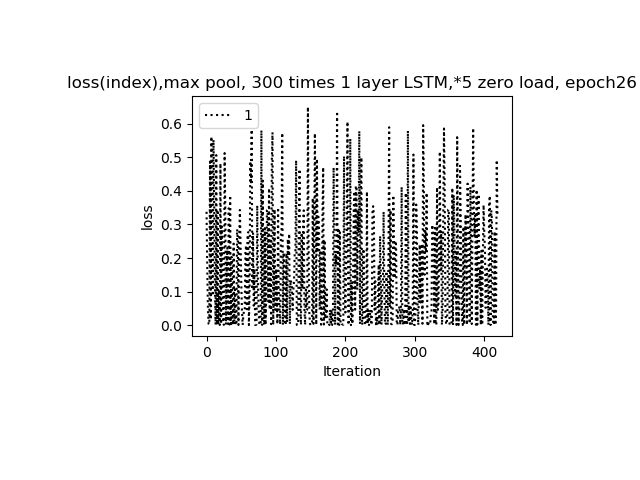 loss(index),max pool, 300 times 1 layer LSTM,*5 zero load, epoch26
1
0.6
0.5
0.4
0.3
0.2
0.1
0.0
loss
0 100 200 300 400
Iteration